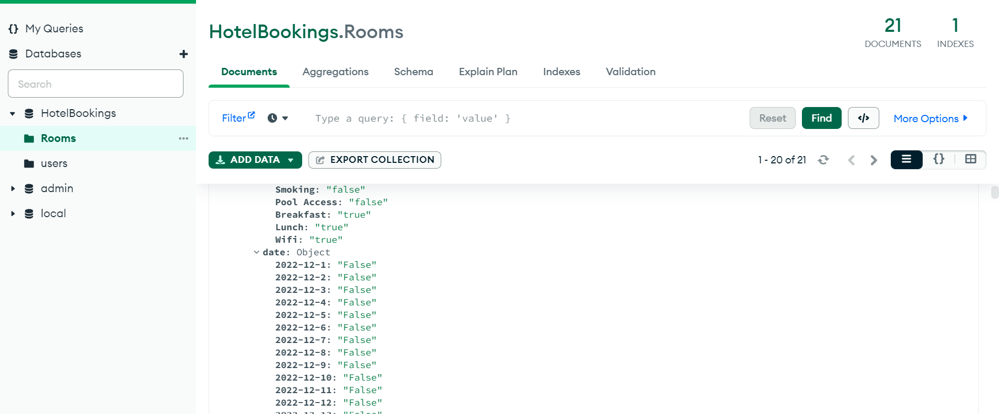 My Queries
Databases
Search
HotelBookings
Rooms
users
admin
local
HotelBookings.Rooms
21
DOCUMENTS
1
INDEXES
Documents
Aggregations
Schema
Explain Plan
Indexes
Validation
Filter
Type a query: { field: 'value' }
Reset
Find
More Options
ADD DATA
EXPORT COLLECTION
1 - 20 of 21
Smoking: "false"
Pool Access: "false"
Breakfast: "true"
Lunch: "true"
Wifi: "true"
date: Object
2022-12-1: "False"
2022-12-2: "False"
2022-12-3: "False"
2022-12-4: "False"
2022-12-5: "False"
2022-12-6: "False"
2022-12-7: "False"
2022-12-8: "False"
2022-12-9: "False"
2022-12-10: "False"
2022-12-11: "False"
2022-12-12: "False"